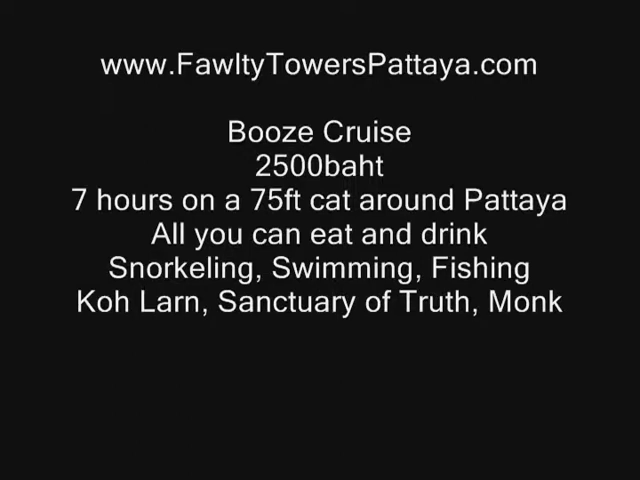 www.FawltyTowersPattaya.com
Booze Cruise
2500baht
7 hours on a 75ft cat around Pattaya
All you can eat and drink
Snorkeling, Swimming, Fishing
Koh Larn, Sanctuary of Truth, Monk